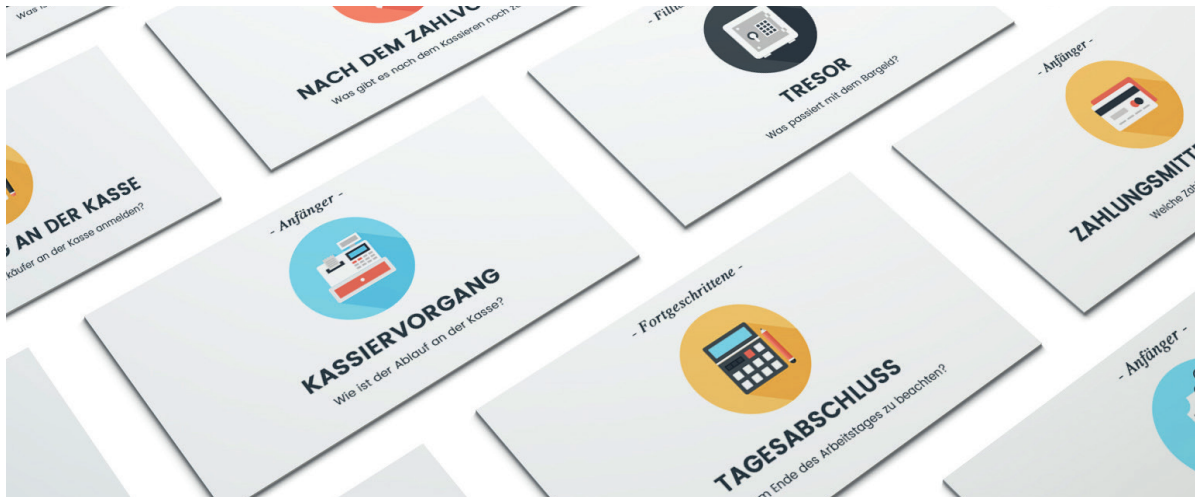 Was
NACH DEM ZAHLVO
Was gibt es nach dem Kassieren noch
TRESOR
Was passiert mit dem Bargeld?
- Anfänger -
ZAHLUNGSMITT
Welche
AN DER KASSE
käufer an der Kasse anmelden?
- Anfänger -
KASSIERVORGANG
Wie ist der Ablauf an der Kasse?
- Fortgeschrittene -
TAGESABSCHLUSS
m Ende des Arbeitstages zu beachten?
- Anfänger -